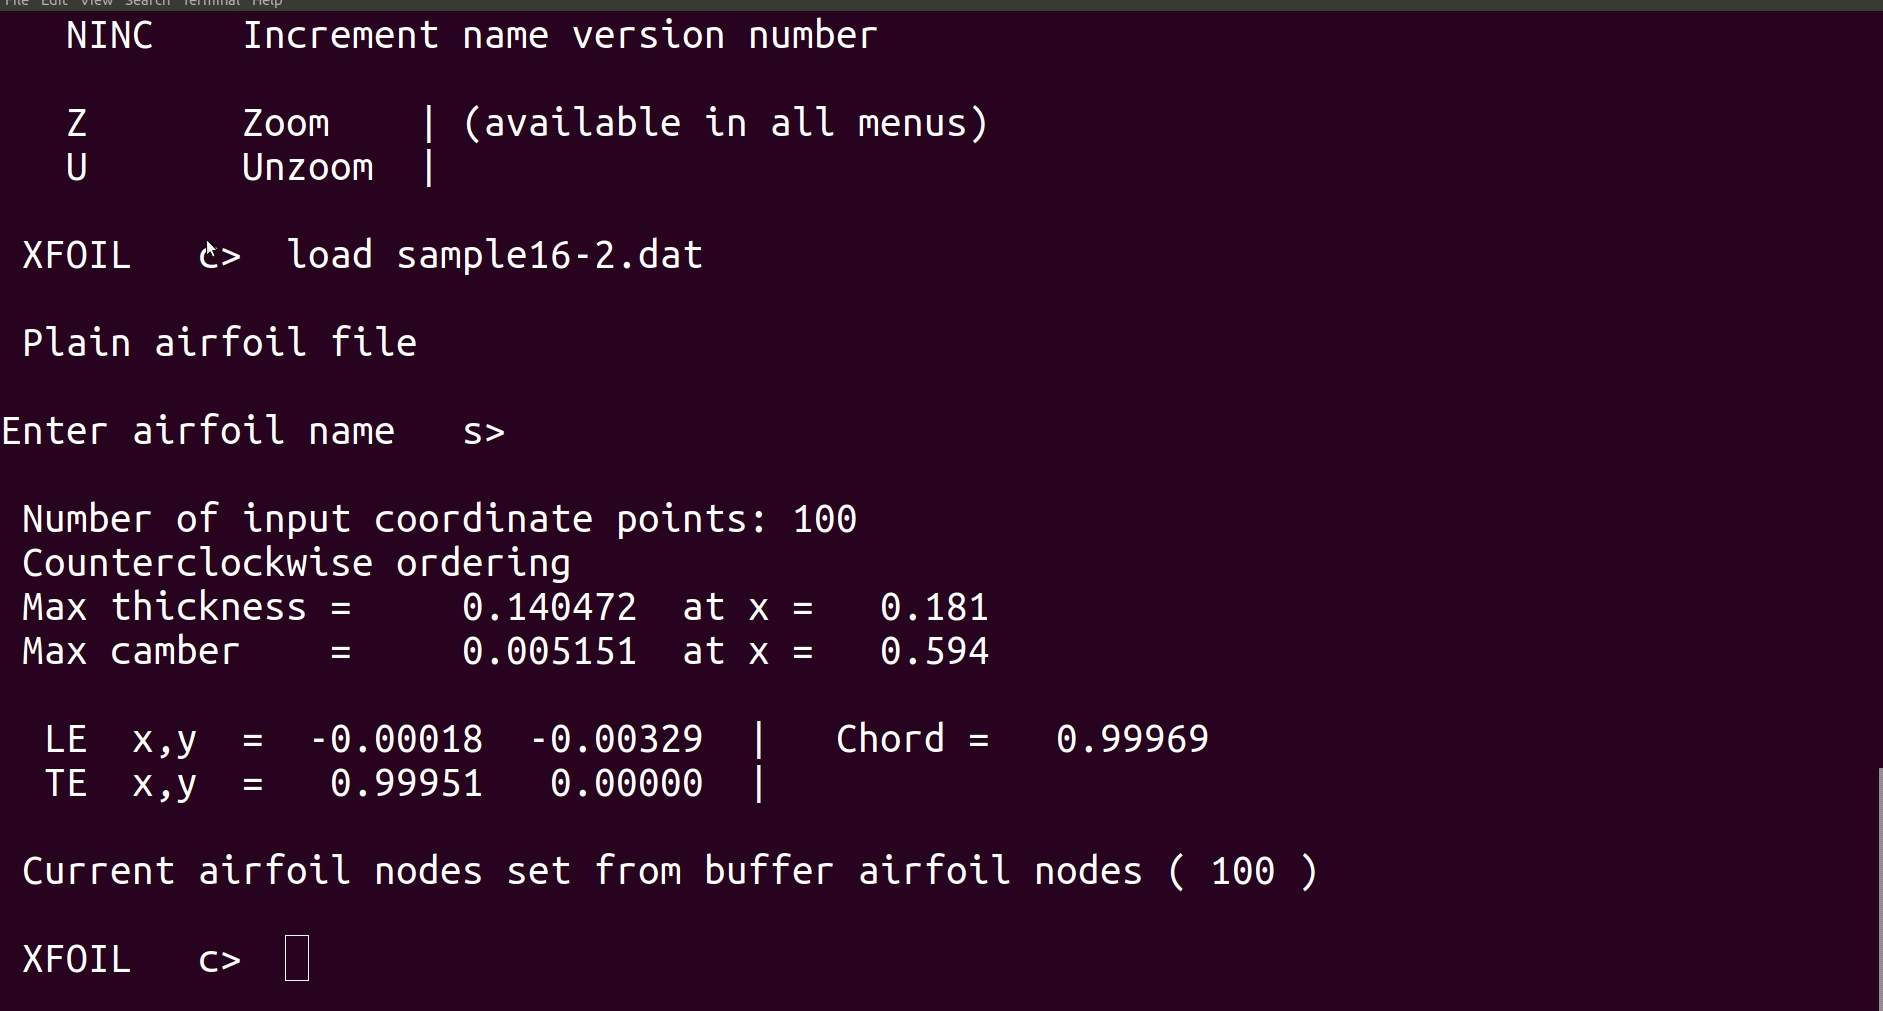 File Edit View Search Terminal Help
NINC Increment name version number
Z Zoom | (available in all menus)
U Unzoom |
XFOIL c> load sample16-2.dat
Plain airfoil file
Enter airfoil name s>
Number of input coordinate points: 100
Counterclockwise ordering
Max thickness = 0.140472 at x = 0.181
Max camber = 0.005151 at x = 0.594
LE x,y = -0.00018 -0.00329 | Chord = 0.99969
TE x,y = 0.99951 0.00000 |
Current airfoil nodes set from buffer airfoil nodes ( 100 )
XFOIL c>